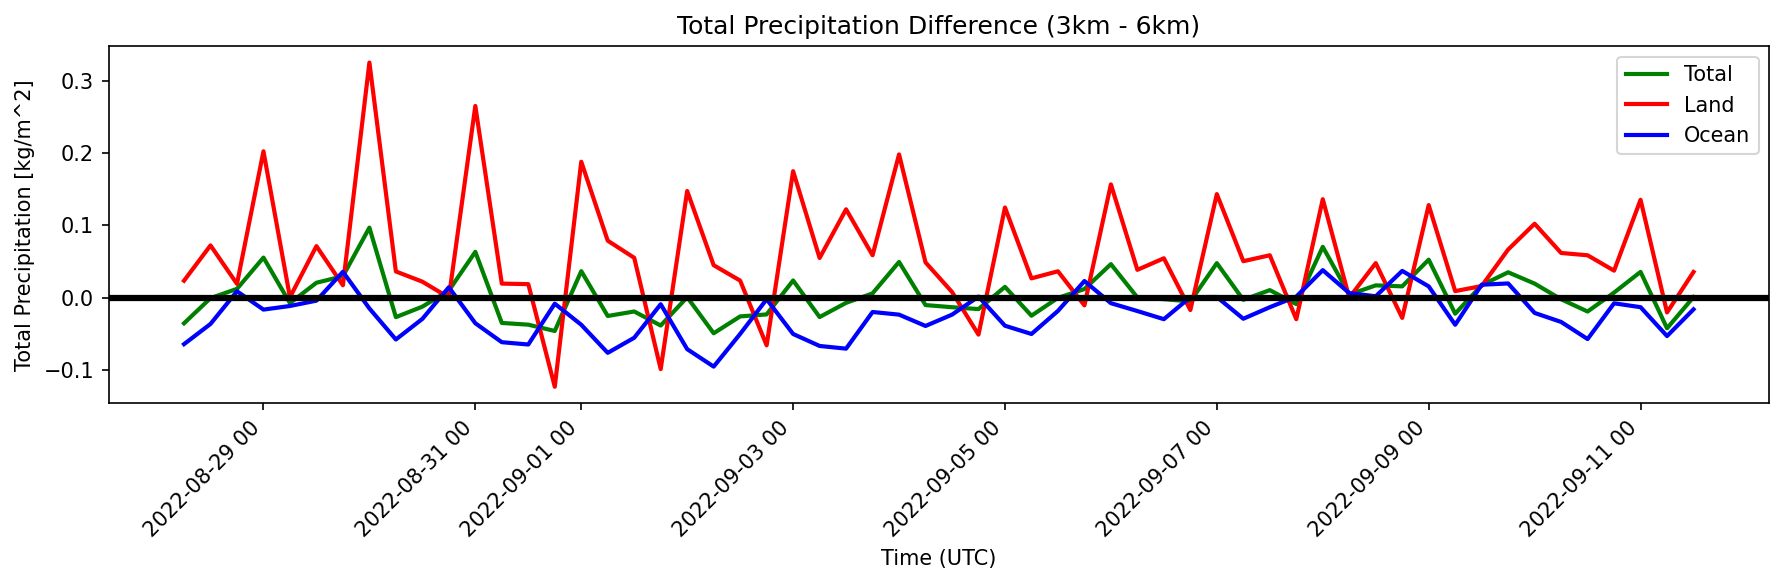 Total Precipitation Difference (3km - 6km)
Total Precipitation [kg/m^2]
0.3
0.2
0.1
0.0
−0.1
Total
Land
Ocean
2022-08-29 00
2022-08-31 00
2022-09-01 00
2022-09-03 00
2022-09-05 00
2022-09-07 00
2022-09-09 00
2022-09-11 00
Time (UTC)